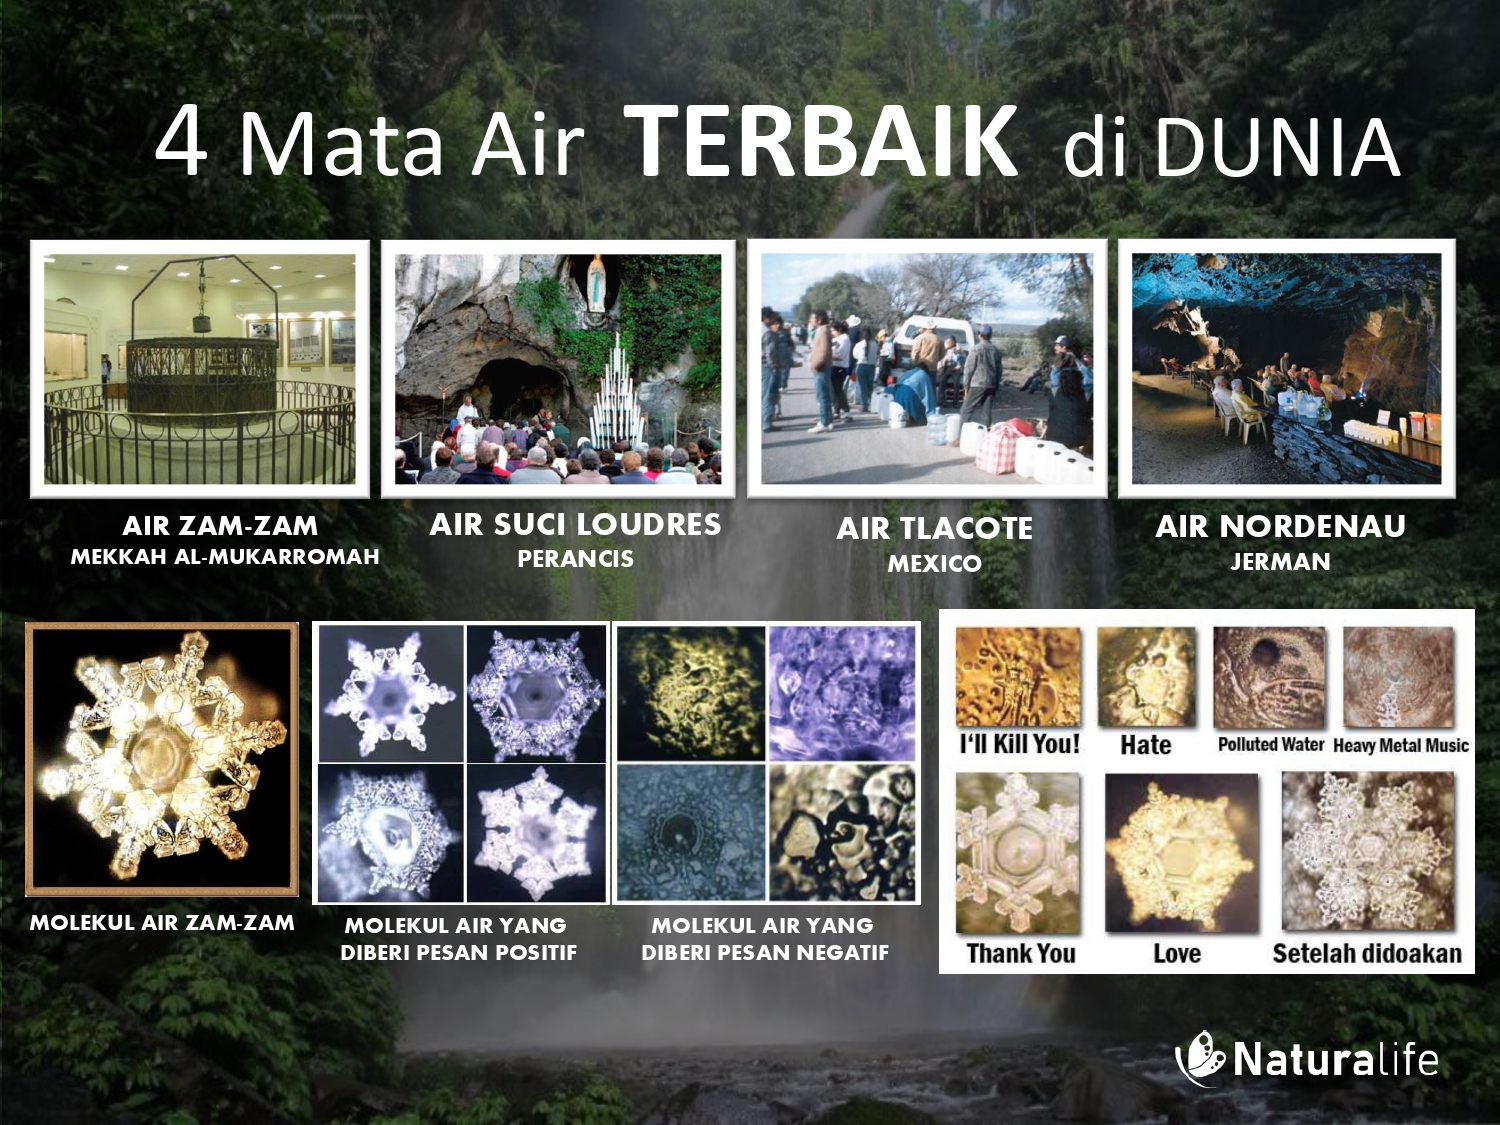 4 Mata Air TERBAIK di DUNIA
AIR ZAM-ZAM
MEKKAH AL-MUKARROMAH
AIR SUCI LOUDRES
PERANCIS
AIR TLACOTE
MEXICO
AIR NORDENAU
JERMAN
MOLEKUL AIR ZAM-ZAM
MOLEKUL AIR YANG
DIBERI PESAN POSITIF
MOLEKUL AIR YANG
DIBERI PESAN NEGATIF
I'll Kill You!
Hate
Polluted Water
Heavy Metal Music
Thank You
Love
Setelah didoakan
Naturalife